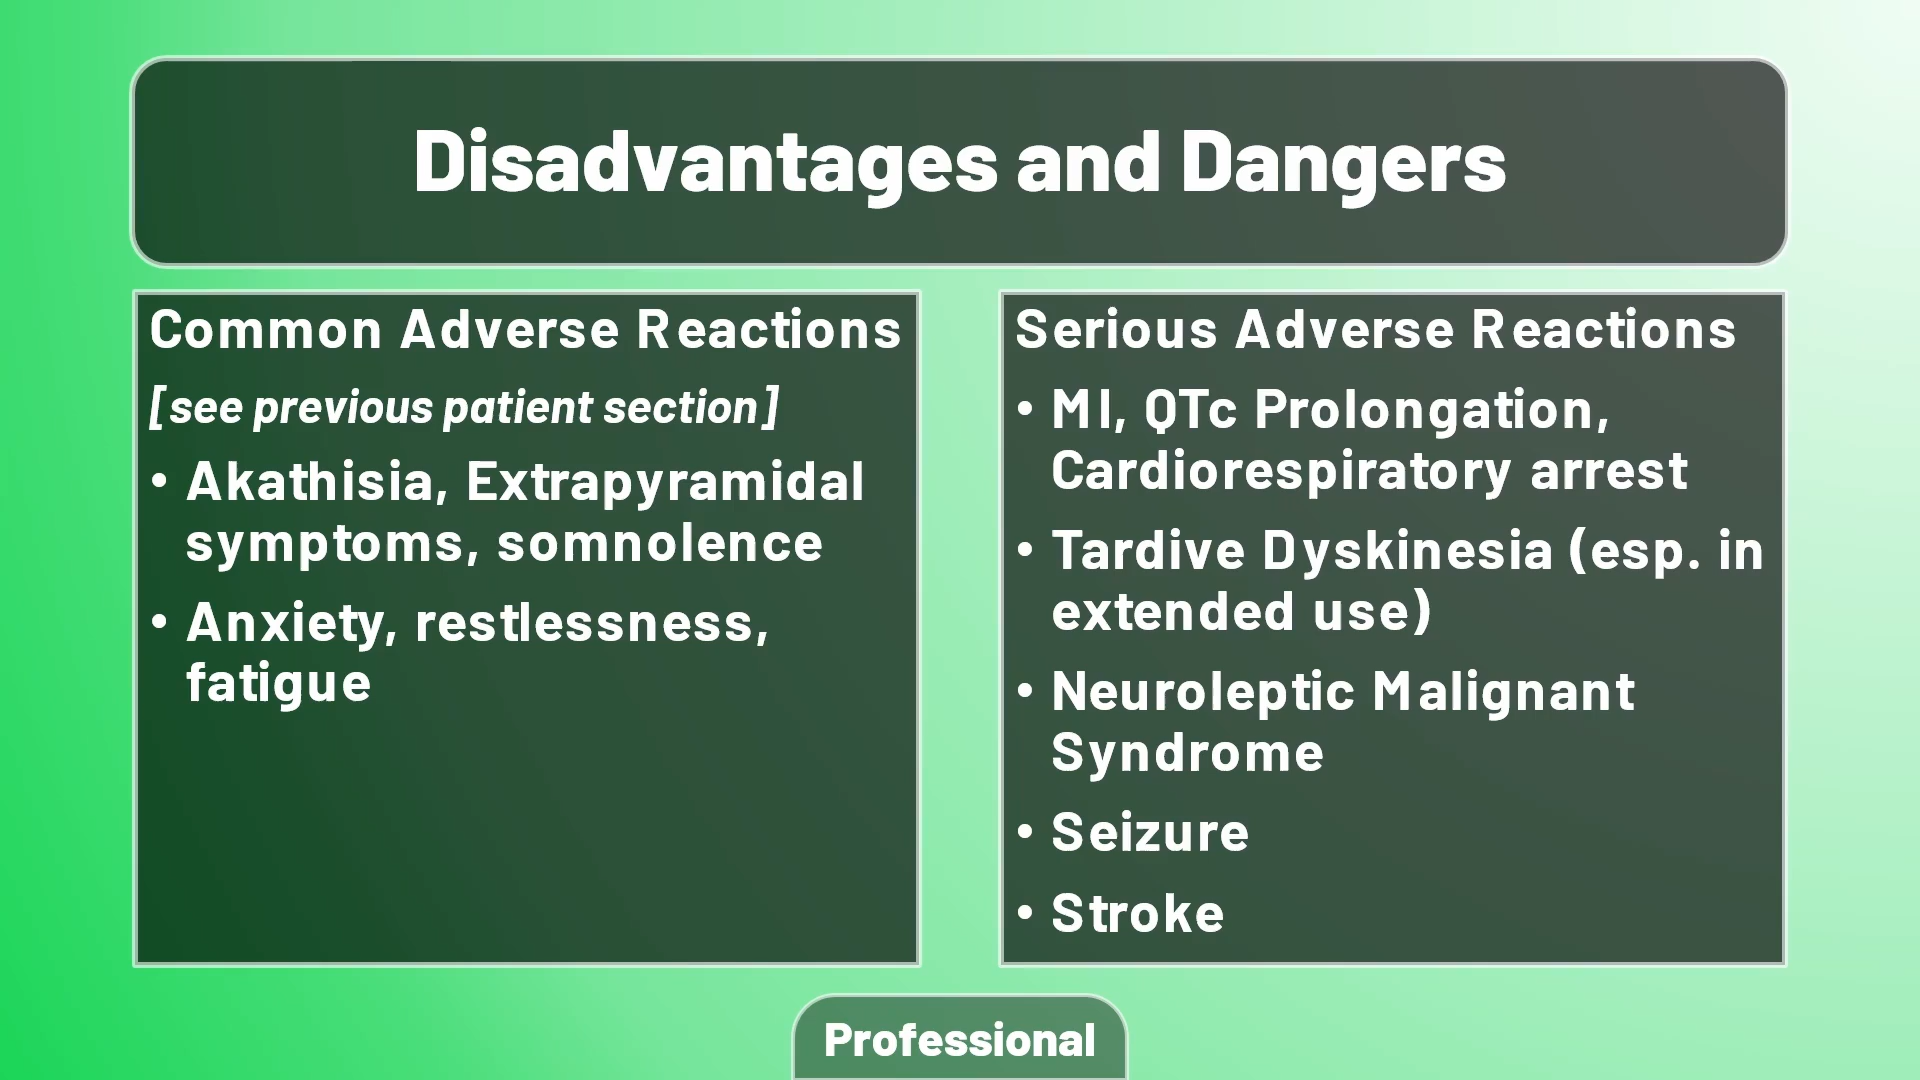 Disadvantages and Dangers
Common Adverse Reactions
[see previous patient section]
• Akathisia, Extrapyramidal
symptoms, somnolence
• Anxiety, restlessness,
fatigue
Serious Adverse Reactions
• MI, QTc Prolongation,
Cardiorespiratory arrest
• Tardive Dyskinesia (esp. in
extended use)
• Neuroleptic Malignant
Syndrome
• Seizure
• Stroke
Professional